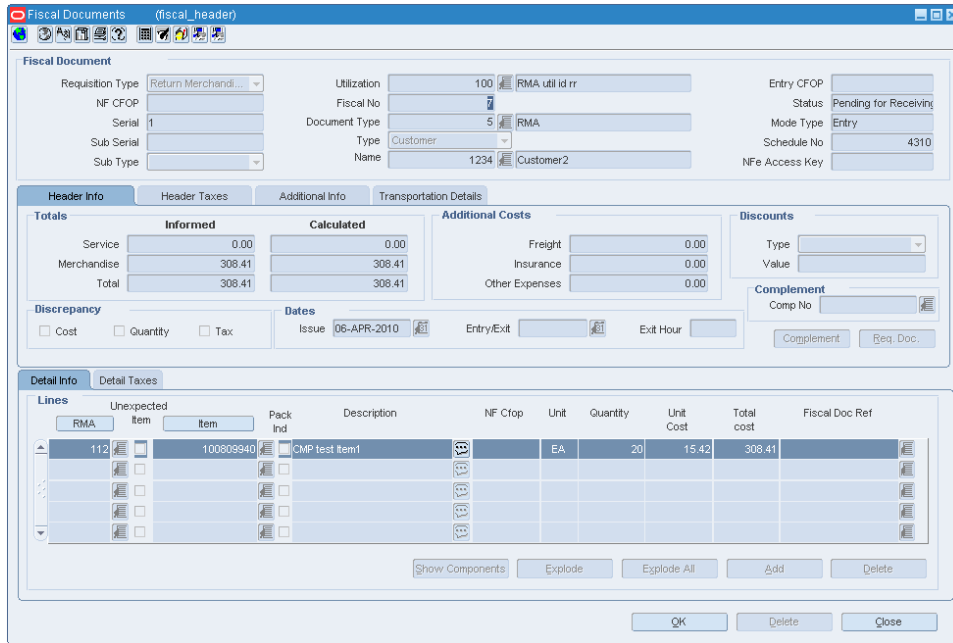 Fiscal Documents (fiscal_header)
Fiscal Document
Requisition Type Return Merchandi... Utilization 100 RMA util id rr Entry CFOP
NF CFOP Fiscal No 7 Status Pending for Receiving
Serial 1 Document Type 5 RMA Mode Type Entry
Sub Serial Type Customer Schedule No 4310
Sub Type Name 1234 Customer2 NFe Access Key
Header Info Header Taxes Additional Info Transportation Details
Totals Additional Costs Discounts
Informed Calculated
Service 0.00 0.00 Freight 0.00 Type
Merchandise 308.41 308.41 Insurance 0.00 Value
Total 308.41 308.41 Other Expenses 0.00
Complement
Comp No
Discrepancy Dates
Cost Quantity Tax Issue 06-APR-2010 Entry/Exit Exit Hour
Complement Req. Doc.
Detail Info Detail Taxes
Lines
RMA Unexpected Item Item Pack Ind Description NF Cfop Unit Quantity Unit Cost Total cost Fiscal Doc Ref
112 100809940 CMP test Item1 EA 20 15.42 308.41
Show Components Explode Explode All Add Delete
OK Delete Close